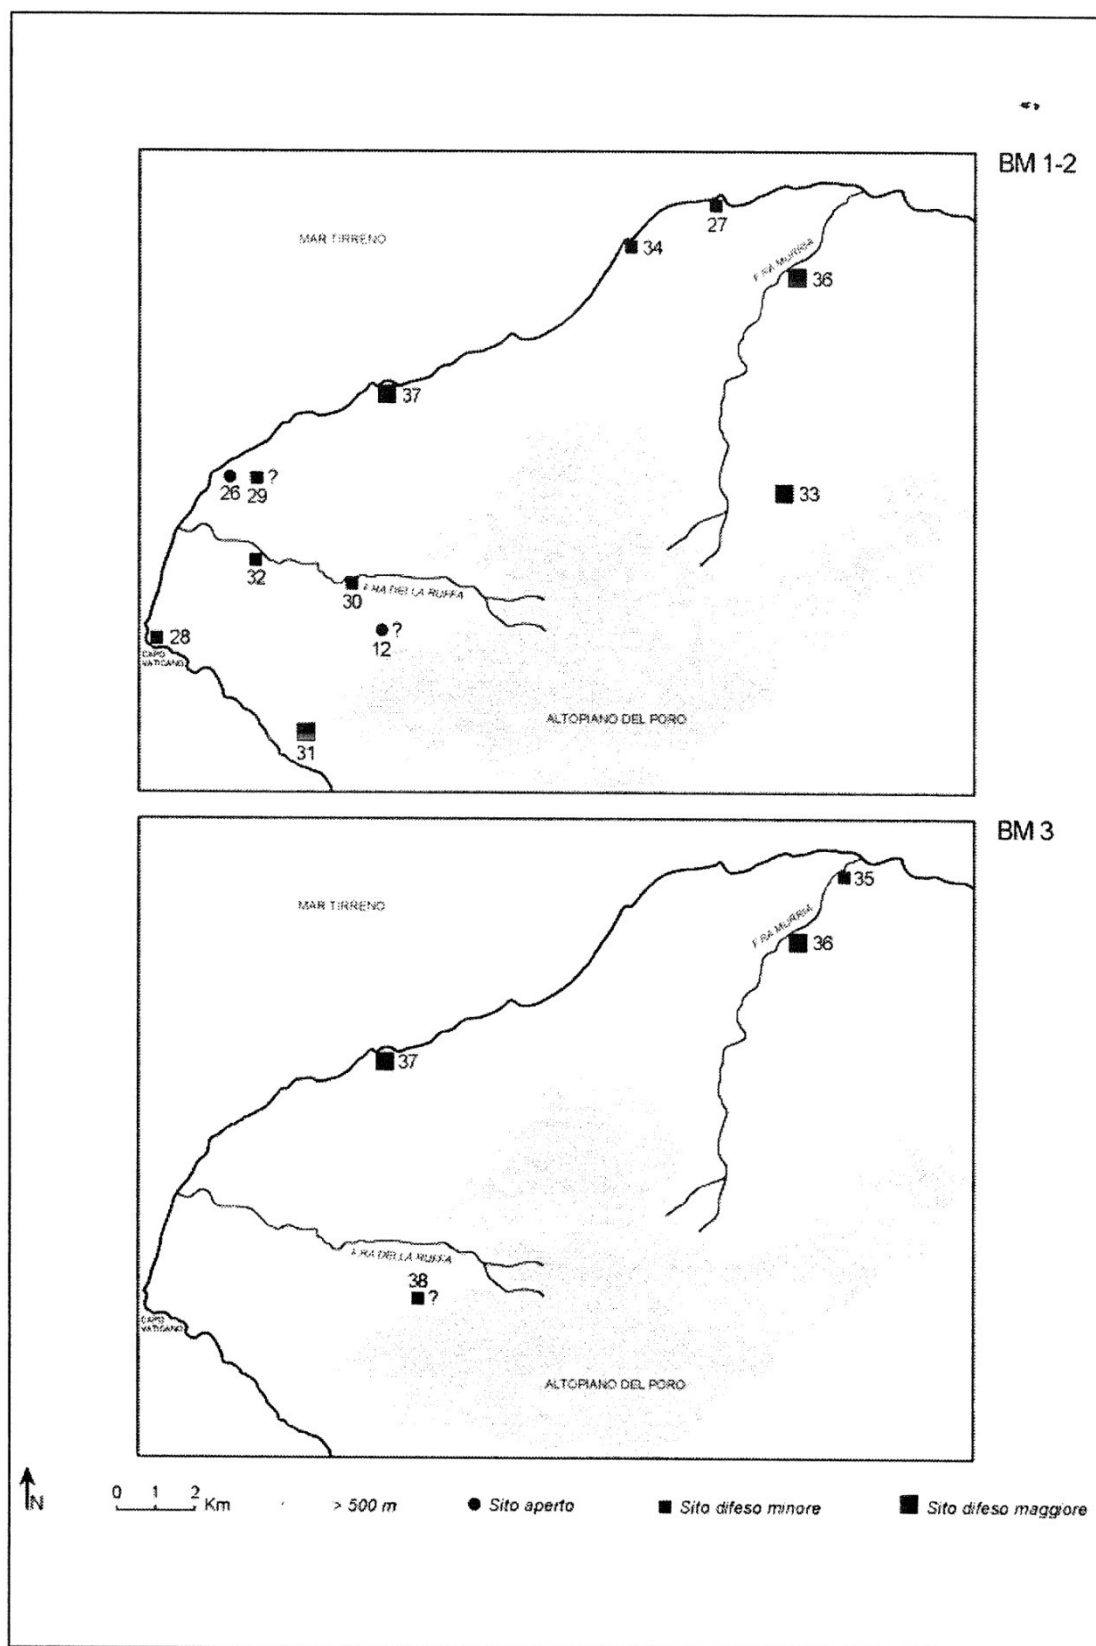 BM 1-2
27
MAR TIRRENO
34
F.RA MURRIA
36
37
26
29
?
33
32
30
F.RA DELLA RUFFA
12
?
28
CAPO
VATICANO
31
ALTOPIANO DEL PORO
BM 3
35
MAR TIRRENO
F.RA MURRIA
36
37
F.RA DELLA RUFFA
38
?
CAPO
VATICANO
ALTOPIANO DEL PORO
N
0 1 2 Km
> 500 m
Sito aperto
Sito difeso minore
Sito difeso maggiore